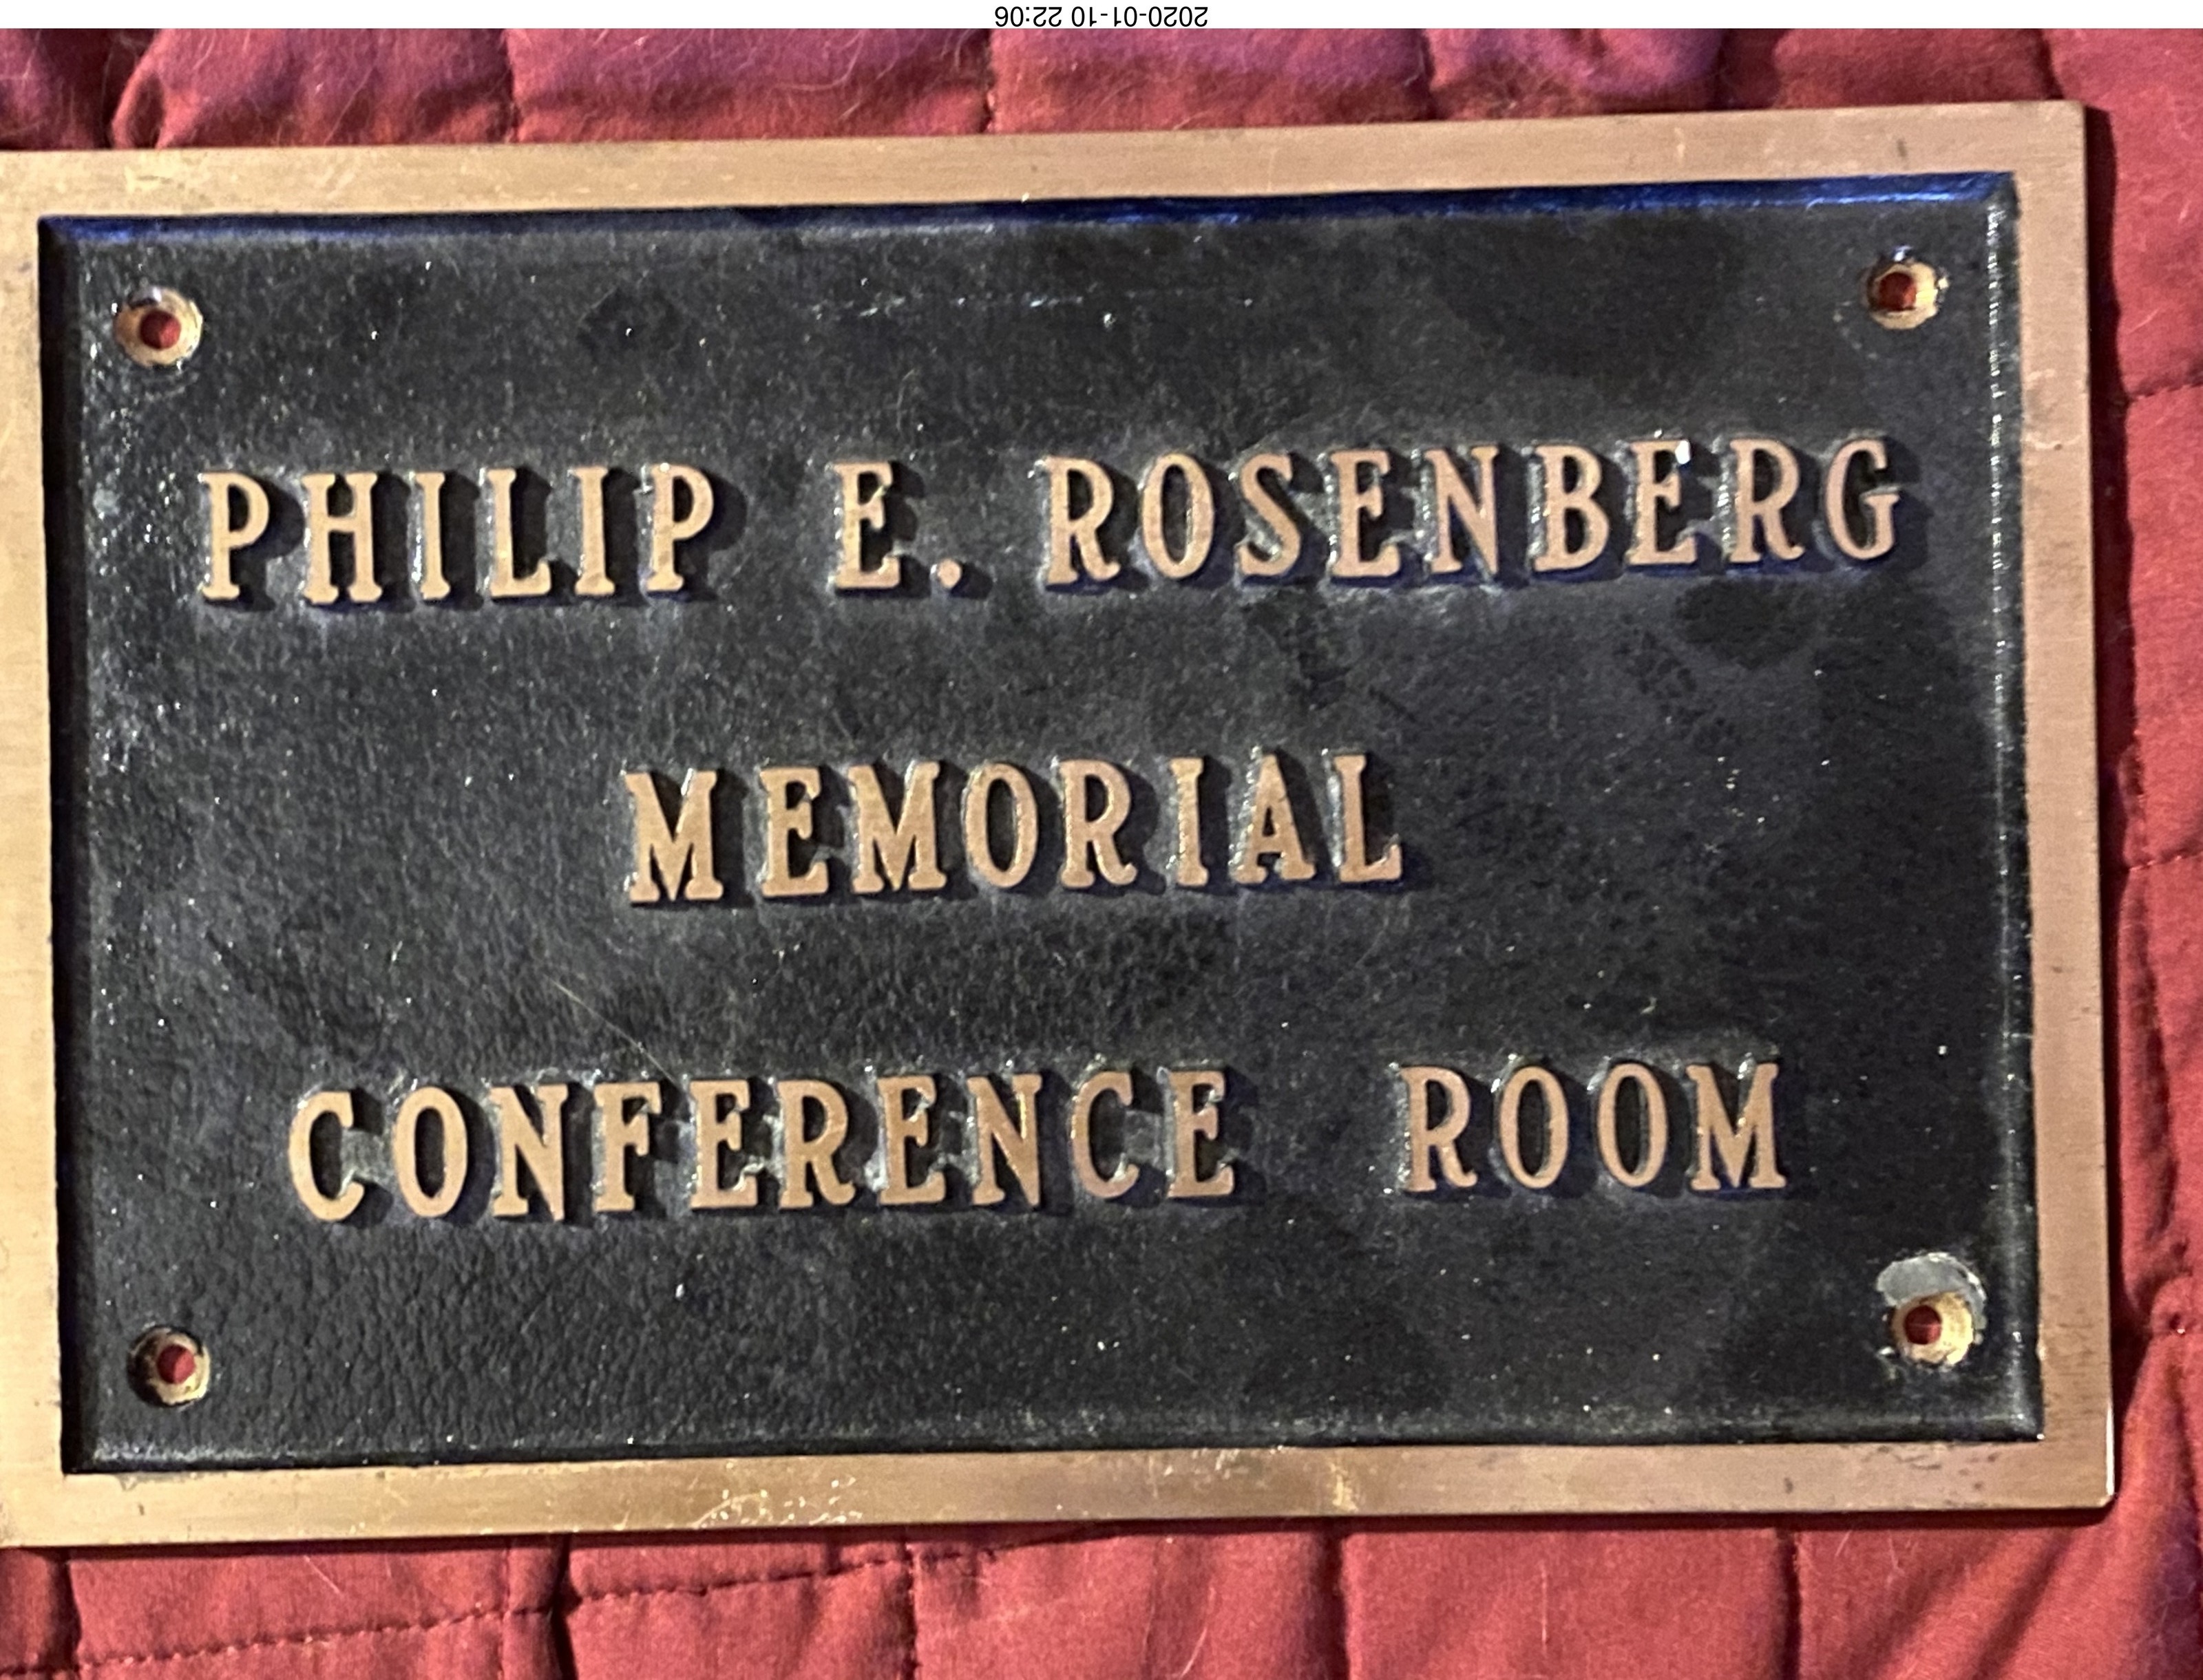 2020-01-10 22:06
PHILIP E. ROSENBERG
MEMORIAL
CONFERENCE ROOM